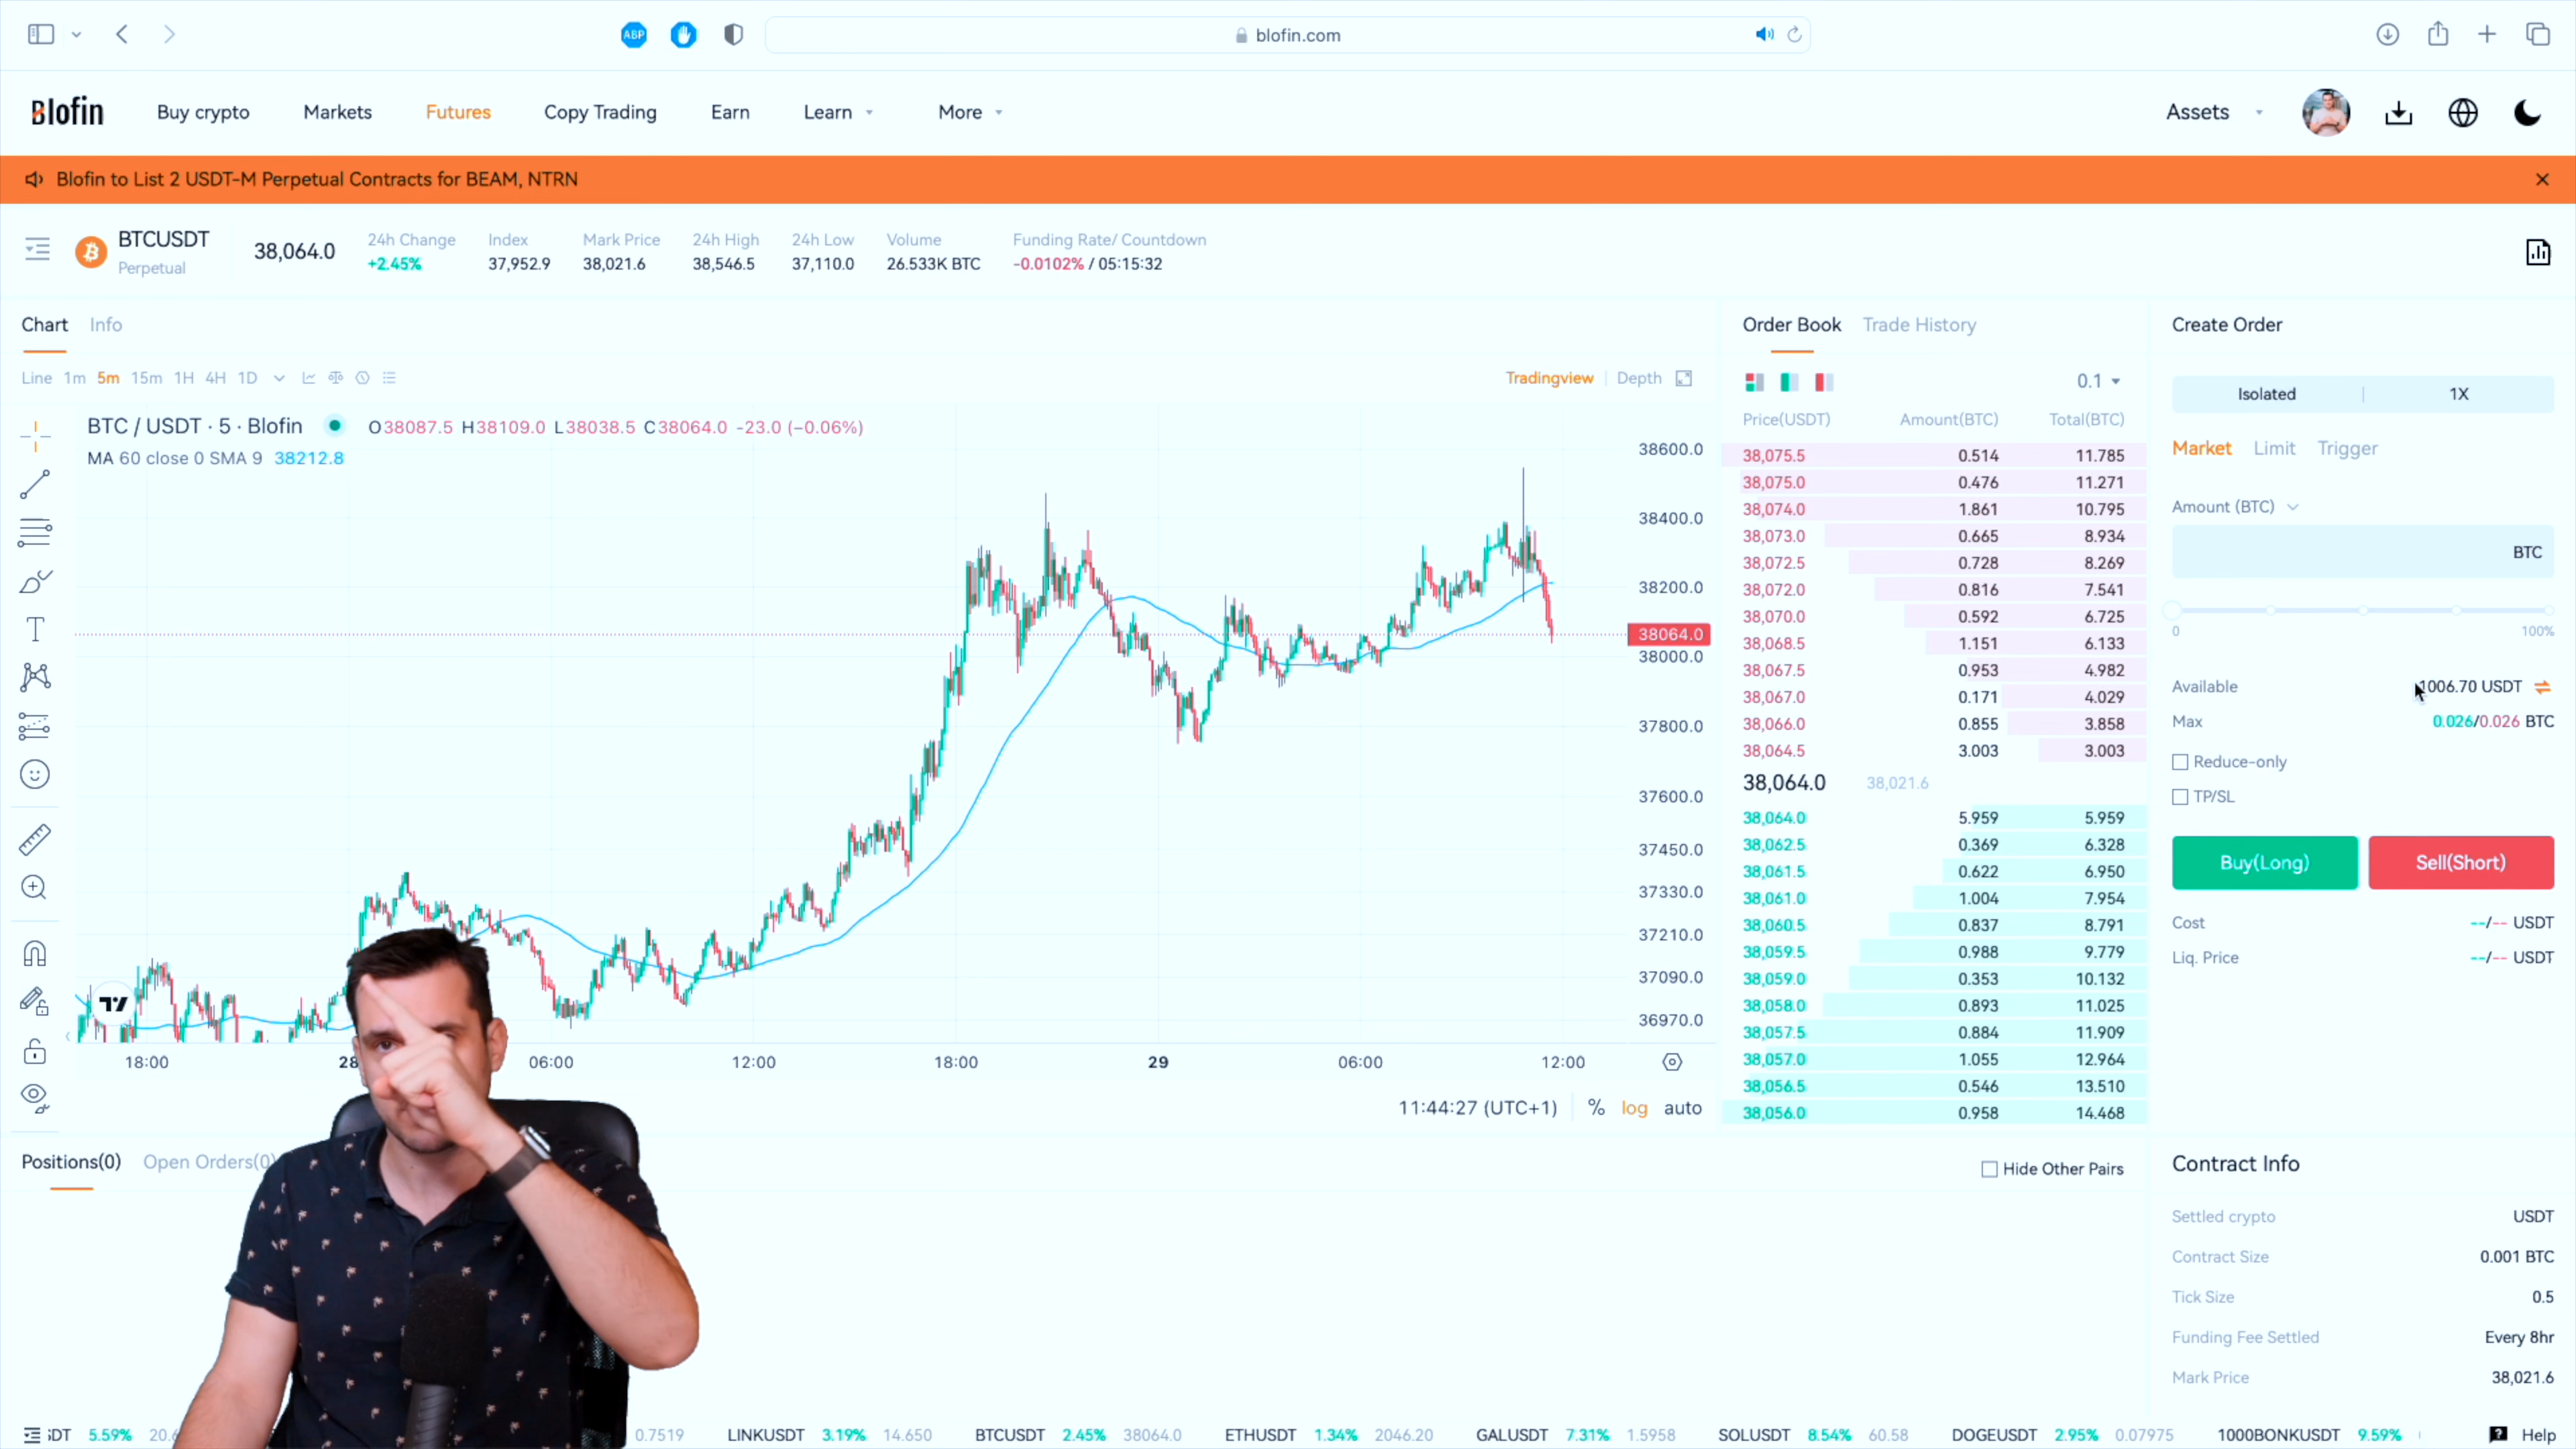 ABP
blofin.com
Blofin Buy crypto Markets Futures Copy Trading Earn Learn More Assets
Blofin to List 2 USDT-M Perpetual Contracts for BEAM, NTRN
BTCUSDT
Perpetual
38,064.0
24h Change Index Mark Price 24h High 24h Low Volume Funding Rate/ Countdown
+2.45% 37,952.9 38,021.6 38,546.5 37,110.0 26.533K BTC -0.0102% / 05:15:32
Chart Info
Line 1m 5m 15m 1H 4H 1D
Tradingview Depth
BTC / USDT · 5 · Blofin O38087.5 H38109.0 L38038.5 C38064.0 -23.0 (−0.06%)
MA 60 close 0 SMA 9 38212.8
38600.0
38400.0
38200.0
38064.0
38000.0
37800.0
37600.0
37450.0
37330.0
37210.0
37090.0
36970.0
18:00 28 06:00 12:00 18:00 29 06:00 12:00
11:44:27 (UTC+1) % log auto
Order Book Trade History
0.1
Price(USDT) Amount(BTC) Total(BTC)
38,075.5 0.514 11.785
38,075.0 0.476 11.271
38,074.0 1.861 10.795
38,073.0 0.665 8.934
38,072.5 0.728 8.269
38,072.0 0.816 7.541
38,070.0 0.592 6.725
38,068.5 1.151 6.133
38,067.5 0.953 4.982
38,067.0 0.171 4.029
38,066.0 0.855 3.858
38,064.5 3.003 3.003
38,064.0 38,021.6
38,064.0 5.959 5.959
38,062.5 0.369 6.328
38,061.5 0.622 6.950
38,061.0 1.004 7.954
38,060.5 0.837 8.791
38,059.5 0.988 9.779
38,059.0 0.353 10.132
38,058.0 0.893 11.025
38,057.5 0.884 11.909
38,057.0 1.055 12.964
38,056.5 0.546 13.510
38,056.0 0.958 14.468
Create Order
Isolated 1X
Market Limit Trigger
Amount (BTC)
BTC
0 100%
Available 1006.70 USDT
Max 0.026/0.026 BTC
Reduce-only
TP/SL
Buy(Long) Sell(Short)
Cost --/-- USDT
Liq. Price --/-- USDT
Positions(0) Open Orders(0)
Hide Other Pairs
Contract Info
Settled crypto USDT
Contract Size 0.001 BTC
Tick Size 0.5
Funding Fee Settled Every 8hr
Mark Price 38,021.6
5.59% 0.7519 LINKUSDT 3.19% 14.650 BTCUSDT 2.45% 38064.0 ETHUSDT 1.34% 2046.20 GALUSDT 7.31% 1.5958 SOLUSDT 8.54% 60.58 DOGEUSDT 2.95% 0.07975 1000BONKUSDT 9.59% Help